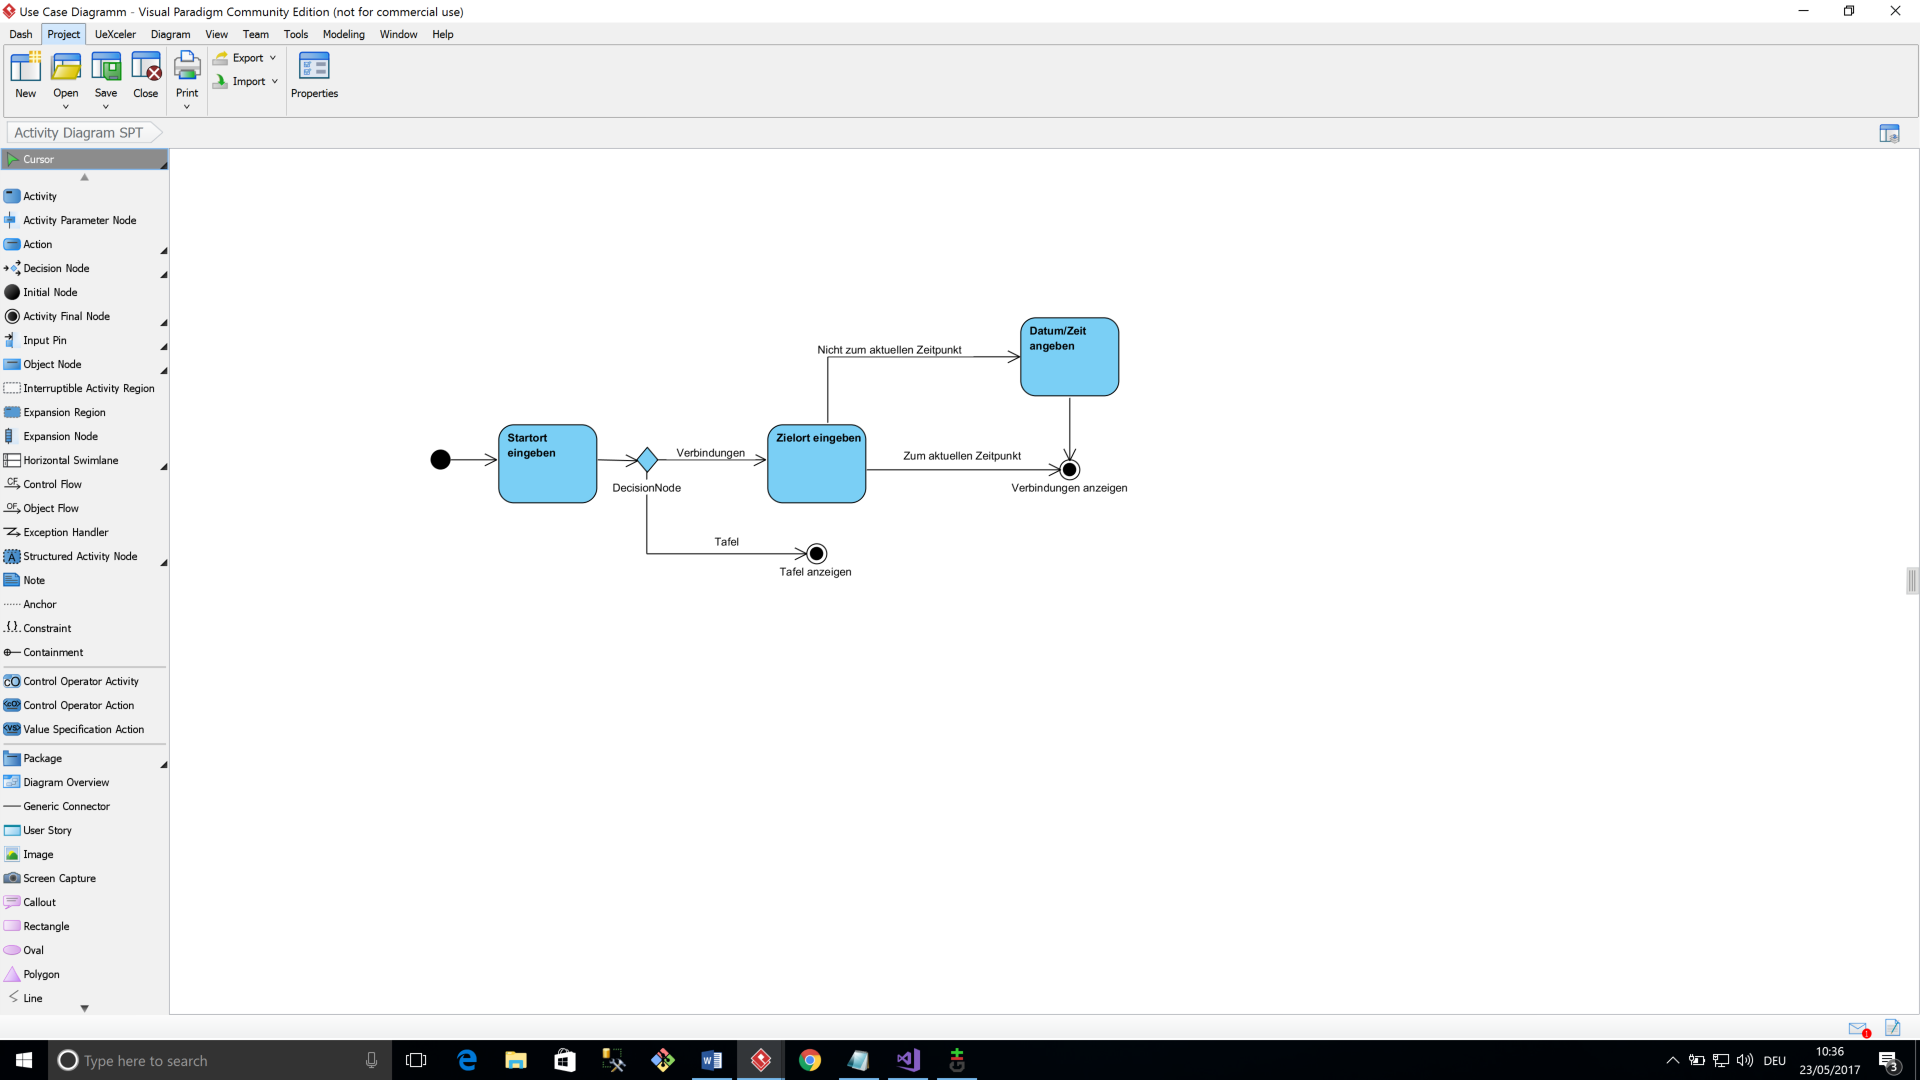 Use Case Diagramm - Visual Paradigm Community Edition (not for commercial use)
Dash Project UeXceler Diagram View Team Tools Modeling Window Help
New Open Save Close Print Export Import Properties
Activity Diagram SPT
Cursor
Activity
Activity Parameter Node
Action
Decision Node
Initial Node
Activity Final Node
Input Pin
Object Node
Interruptible Activity Region
Expansion Region
Expansion Node
Horizontal Swimlane
Control Flow
Object Flow
Exception Handler
Structured Activity Node
Note
Anchor
Constraint
Containment
Control Operator Activity
Control Operator Action
Value Specification Action
Package
Diagram Overview
Generic Connector
User Story
Image
Screen Capture
Callout
Rectangle
Oval
Polygon
Line
Datum/Zeit
angeben
Nicht zum aktuellen Zeitpunkt
Startort
eingeben
DecisionNode
Verbindungen
Zielort eingeben
Zum aktuellen Zeitpunkt
Verbindungen anzeigen
Tafel
Tafel anzeigen
Type here to search
DEU
10:36
23/05/2017
3